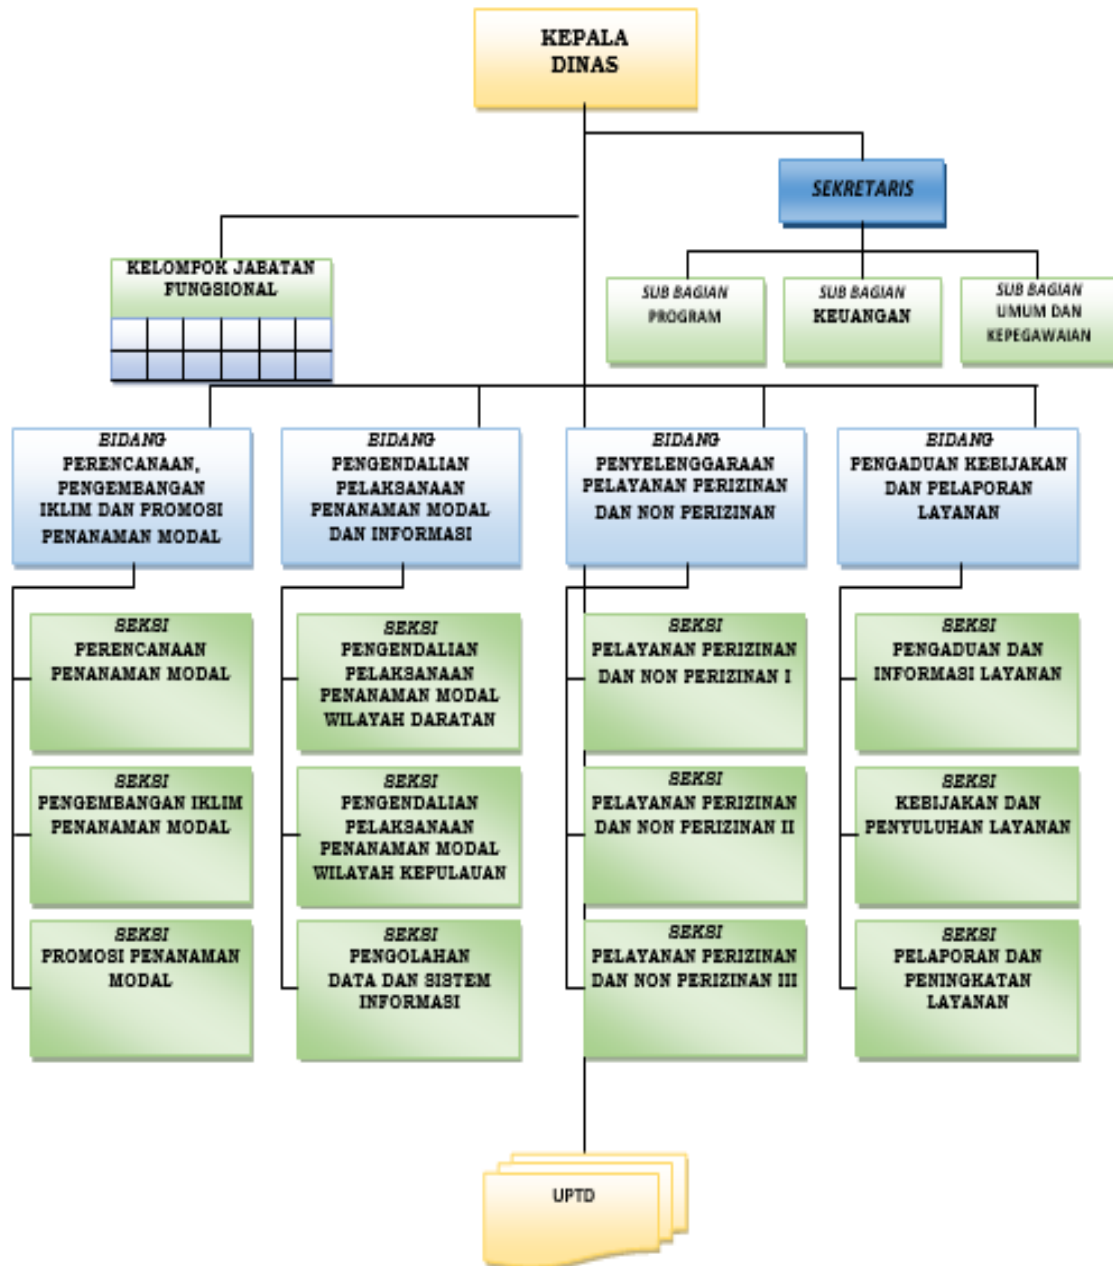 KEPALA
DINAS
SEKRETARIS
KELOMPOK JABATAN
FUNGSIONAL
SUB BAGIAN
PROGRAM
SUB BAGIAN
KEUANGAN
SUB BAGIAN
UMUM DAN
KEPEGAWAIAN
BIDANG
PERENCANAAN,
PENGEMBANGAN
IKLIM DAN PROMOSI
PENANAMAN MODAL
BIDANG
PENGENDALIAN
PELAKSANAAN
PENANAMAN MODAL
DAN INFORMASI
BIDANG
PENYELENGGARAAN
PELAYANAN PERIZINAN
DAN NON PERIZINAN
BIDANG
PENGADUAN KEBIJAKAN
DAN PELAPORAN
LAYANAN
SEKSI
PERENCANAAN
PENANAMAN MODAL
SEKSI
PENGENDALIAN
PELAKSANAAN
PENANAMAN MODAL
WILAYAH DARATAN
SEKSI
PELAYANAN PERIZINAN
DAN NON PERIZINAN I
SEKSI
PENGADUAN DAN
INFORMASI LAYANAN
SEKSI
PENGEMBANGAN IKLIM
PENANAMAN MODAL
SEKSI
PENGENDALIAN
PELAKSANAAN
PENANAMAN MODAL
WILAYAH KEPULAUAN
SEKSI
PELAYANAN PERIZINAN
DAN NON PERIZINAN II
SEKSI
KEBIJAKAN DAN
PENYULUHAN LAYANAN
SEKSI
PROMOSI PENANAMAN
MODAL
SEKSI
PENGOLAHAN
DATA DAN SISTEM
INFORMASI
SEKSI
PELAYANAN PERIZINAN
DAN NON PERIZINAN III
SEKSI
PELAPORAN DAN
PENINGKATAN
LAYANAN
UPTD